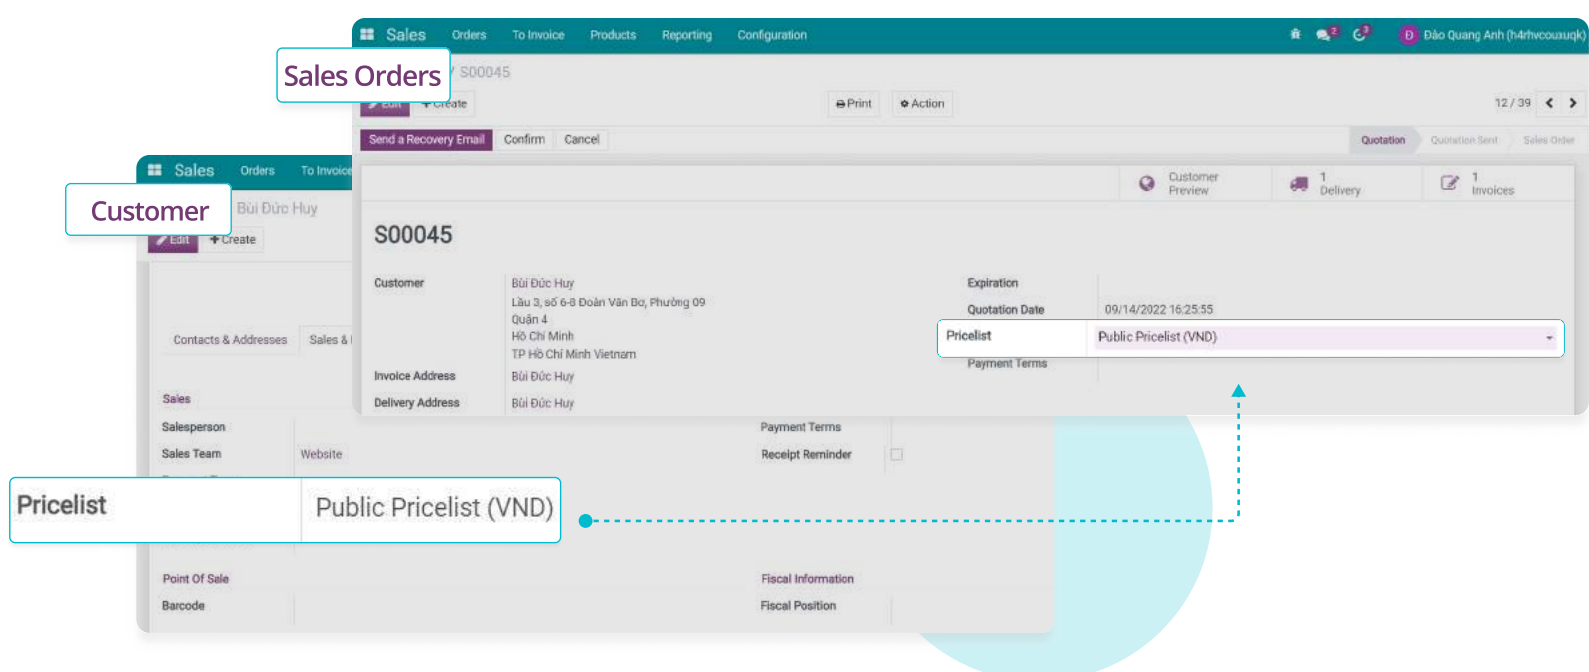 Sales Orders To Invoice Products Reporting Configuration 2 Đào Quang Anh (h4rhvcouxuqk)
Sales Orders / S00045
Edit +Create Print Action 12 / 39
Send a Recovery Email Confirm Cancel Quotation Quotation Sent Sales Order
Customer Preview 1 Delivery 1 Invoices
S00045
Customer Bùi Đức Huy
Lầu 3, số 6-8 Đoàn Văn Bơ, Phường 09
Quận 4
Hồ Chí Minh
TP Hồ Chí Minh Vietnam
Invoice Address Bùi Đức Huy
Delivery Address Bùi Đức Huy
Expiration
Quotation Date 09/14/2022 16:25:55
Pricelist Public Pricelist (VND)
Payment Terms
Sales Orders To Invoice
Customer Bùi Đức Huy
Edit +Create
Contacts & Addresses Sales &
Sales
Salesperson
Sales Team Website
Payment Terms
Receipt Reminder
Pricelist Public Pricelist (VND)
Point Of Sale
Barcode
Fiscal Information
Fiscal Position